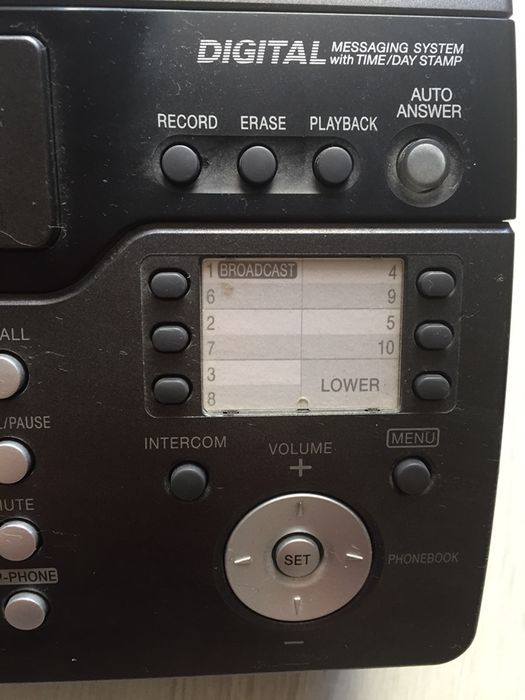 DIGITAL MESSAGING SYSTEM
with TIME/DAY STAMP
AUTO
ANSWER
RECORD ERASE PLAYBACK
1 BROADCAST 4
6 9
2 5
7 10
3
8 LOWER
ALL
L/PAUSE
INTERCOM VOLUME MENU
+
UTE
SET
PHONEBOOK
P-PHONE
−